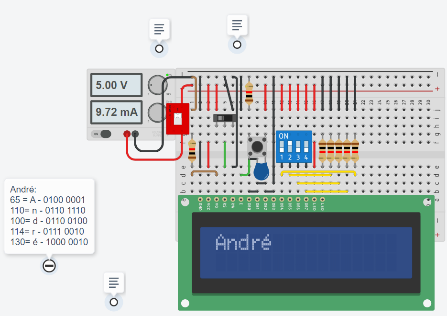 5.00 V
9.72 mA
ON
1 2 3 4
André:
65 = A - 0100 0001
110= n - 0110 1110
100= d - 0110 0100
114= r - 0111 0010
130= é - 1000 0010
André